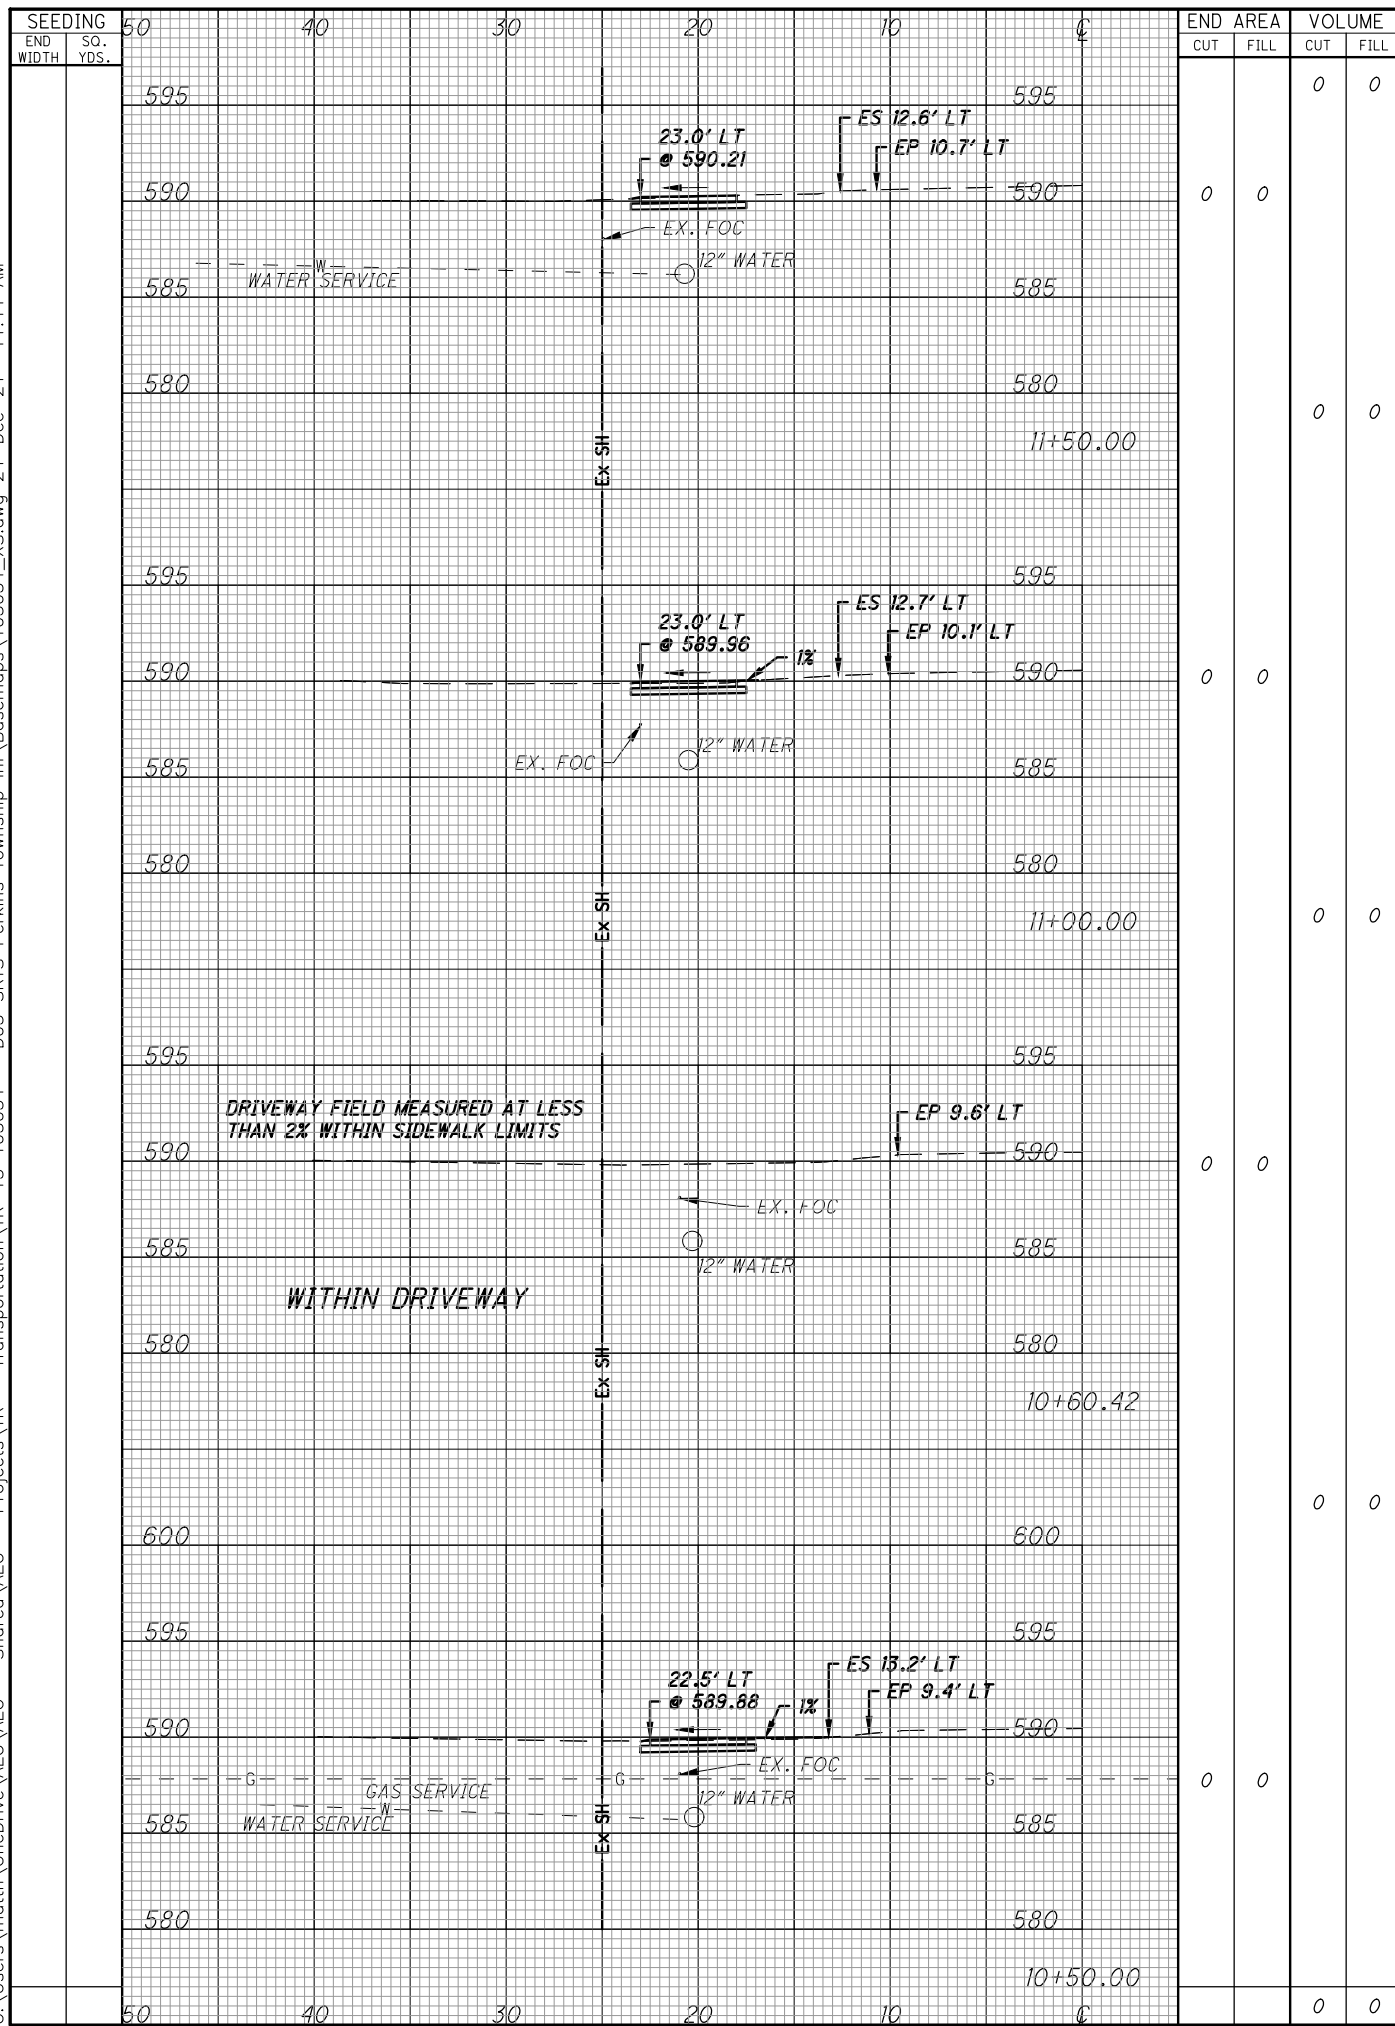 SEEDING
END WIDTH
SQ. YDS.
50 40 30 20 10 ℄
END AREA
VOLUME
CUT FILL CUT FILL
0 0
595 595
ES 12.6' LT
23.0' LT
@ 590.21
EP 10.7' LT
590 590
0 0
EX. FOC
12" WATER
W
WATER SERVICE
585 585
580 580
0 0
11+50.00
Ex SH
595 595
ES 12.7' LT
23.0' LT
@ 589.96
EP 10.1' LT
1%
590 590
0 0
12" WATER
EX. FOC
585 585
580 580
Ex SH
0 0
11+00.00
595 595
DRIVEWAY FIELD MEASURED AT LESS
THAN 2% WITHIN SIDEWALK LIMITS
EP 9.6' LT
590 590
0 0
EX. FOC
585 585
12" WATER
WITHIN DRIVEWAY
580 580
Ex SH
10+60.42
0 0
600 600
595 595
ES 13.2' LT
22.5' LT
@ 589.88
EP 9.4' LT
1%
590 590
EX. FOC
G G G
0 0
GAS SERVICE
12" WATER
W
WATER SERVICE
585 585
Ex SH
580 580
10+50.00
50 40 30 20 10 ℄
0 0